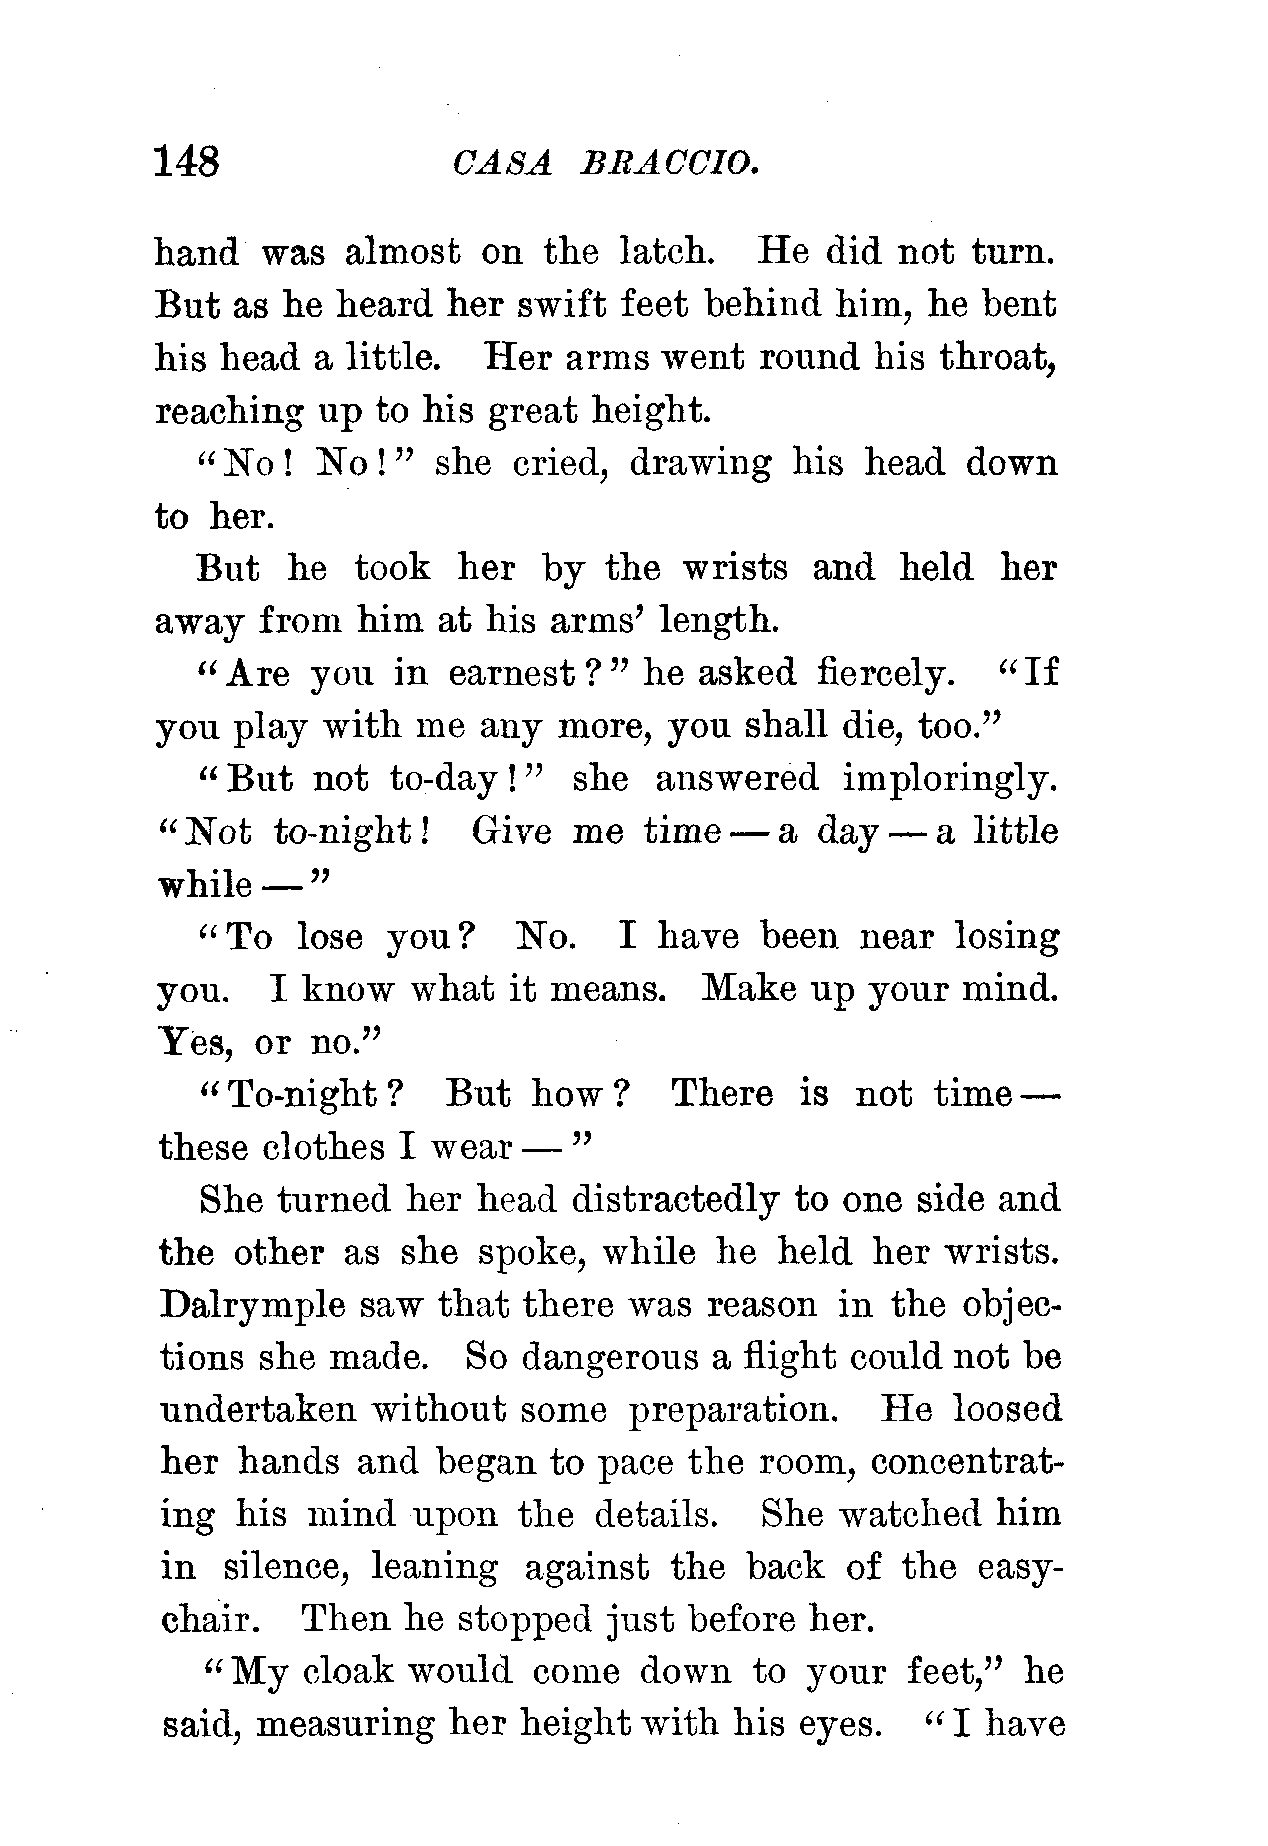 148 CASA BRACCIO.
hand was almost on the latch. He did not turn.
But as he heard her swift feet behind him, he bent
his head a little. Her arms went round his throat,
reaching up to his great height.
“No! No!” she cried, drawing his head down
to her.
But he took her by the wrists and held her
away from him at his arms’ length.
“Are you in earnest?” he asked fiercely. “If
you play with me any more, you shall die, too.”
“But not to-day!” she answered imploringly.
“Not to-night! Give me time — a day — a little
while — ”
“To lose you? No. I have been near losing
you. I know what it means. Make up your mind.
Yes, or no.”
“To-night? But how? There is not time —
these clothes I wear — ”
She turned her head distractedly to one side and
the other as she spoke, while he held her wrists.
Dalrymple saw that there was reason in the objec-
tions she made. So dangerous a flight could not be
undertaken without some preparation. He loosed
her hands and began to pace the room, concentrat-
ing his mind upon the details. She watched him
in silence, leaning against the back of the easy-
chair. Then he stopped just before her.
“My cloak would come down to your feet,” he
said, measuring her height with his eyes. “I have